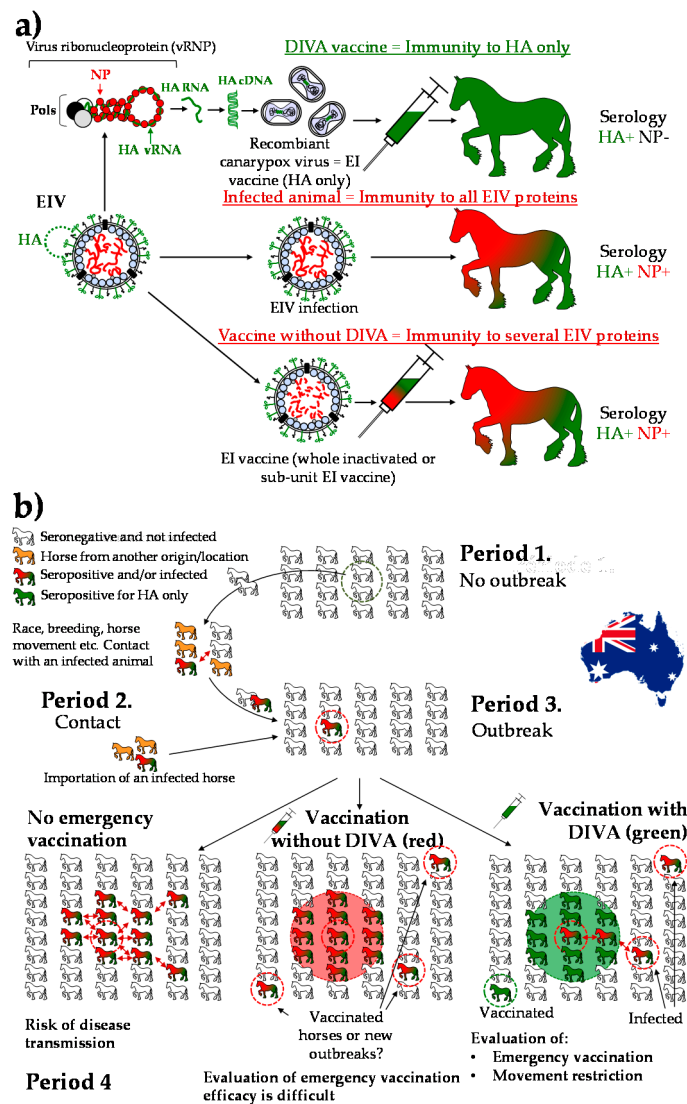 a)
Virus ribonucleoprotein (vRNP)
DIVA vaccine = Immunity to HA only
NP
HA RNA
HA cDNA
Pols
HA vRNA
Recombiant
canarypox virus = EI
vaccine (HA only)
Serology
HA+ NP-
EIV
Infected animal = Immunity to all EIV proteins
HA
EIV infection
Serology
HA+ NP+
Vaccine without DIVA = Immunity to several EIV proteins
Serology
HA+ NP+
EI vaccine (whole inactivated or
sub-unit EI vaccine)
b)
Seronegative and not infected
Horse from another origin/location
Seropositive and/or infected
Seropositive for HA only
Period 1.
No outbreak
Race, breeding, horse
movement etc. Contact
with an infected animal
Period 2.
Contact
Period 3.
Outbreak
Importation of an infected horse
No emergency
vaccination
Vaccination
without DIVA (red)
Vaccination with
DIVA (green)
Risk of disease
transmission
Vaccinated
horses or new
outbreaks?
Vaccinated
Infected
Evaluation of:
• Emergency vaccination
• Movement restriction
Period 4
Evaluation of emergency vaccination
efficacy is difficult